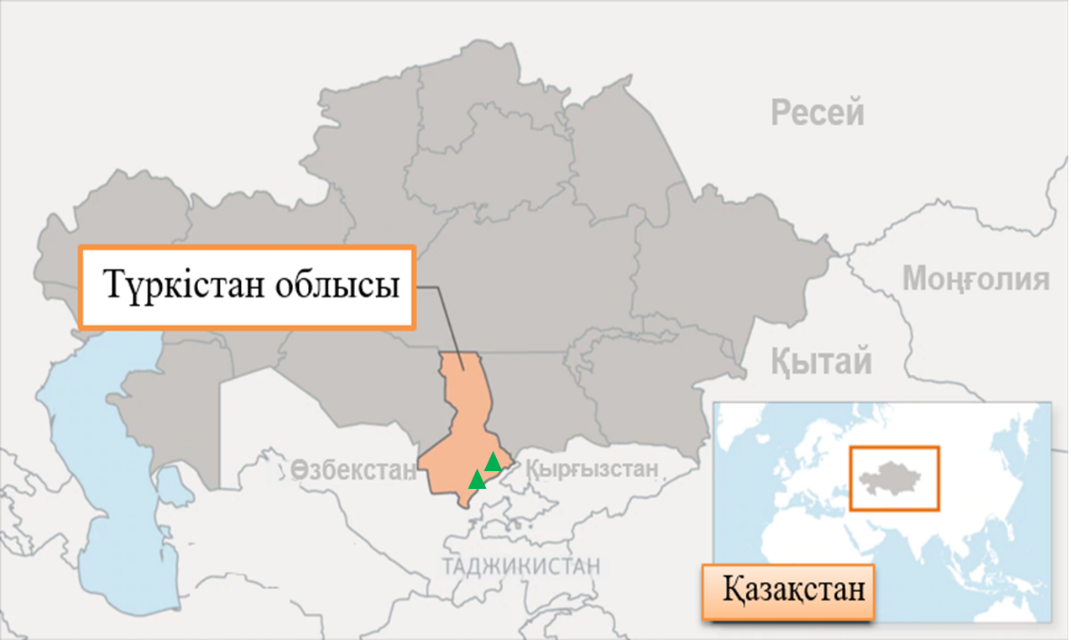 Ресей
Түркістан облысы
Моңғолия
Қытай
Өзбекстан
Қырғызстан
ТАДЖИКИСТАН
Қазақстан